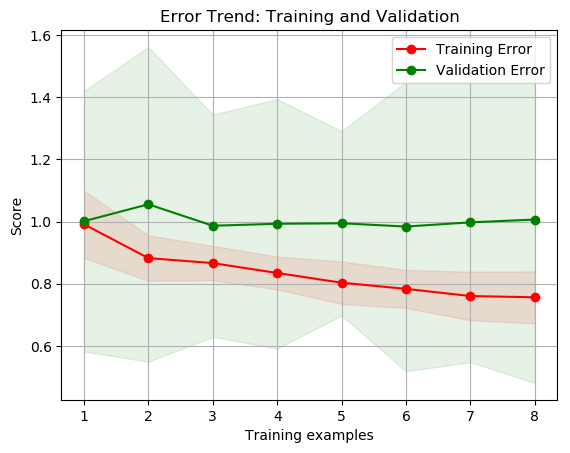 Error Trend: Training and Validation
1.6
1.4
1.2
1.0
0.8
0.6
Score
Training Error
Validation Error
1 2 3 4 5 6 7 8
Training examples